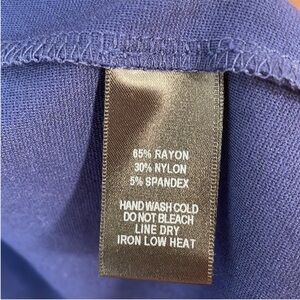 65% RAYON
30% NYLON
5% SPANDEX
HAND WASH COLD
DO NOT BLEACH
LINE DRY
IRON LOW HEAT